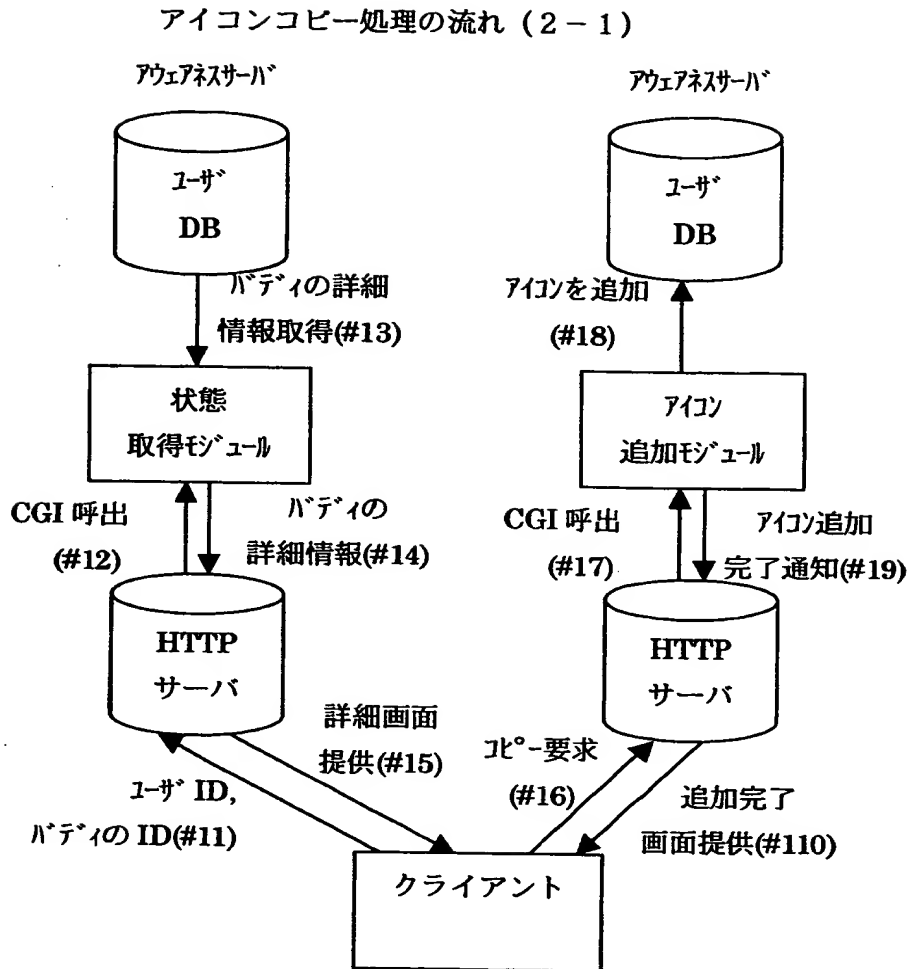 アイコンコピー処理の流れ（2－1）
ｱｳｪｱﾈｽｻｰﾊﾞ
ｱｳｪｱﾈｽｻｰﾊﾞ
ﾕｰｻﾞ
DB
ﾕｰｻﾞ
DB
ﾊﾞﾃﾞｨの詳細
情報取得(#13)
ｱｲｺﾝを追加
(#18)
状態
取得ﾓｼﾞｭｰﾙ
ｱｲｺﾝ
追加ﾓｼﾞｭｰﾙ
CGI 呼出
(#12)
ﾊﾞﾃﾞｨの
詳細情報(#14)
CGI 呼出
(#17)
ｱｲｺﾝ追加
完了通知(#19)
HTTP
サーバ
HTTP
サーバ
詳細画面
提供(#15)
ｺﾋﾟｰ要求
(#16)
ﾕｰｻﾞ ID,
ﾊﾞﾃﾞｨの ID(#11)
追加完了
画面提供(#110)
クライアント